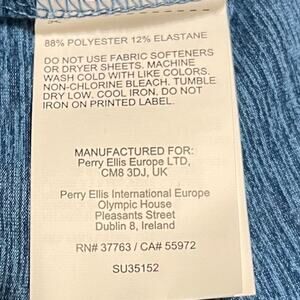 88% POLYESTER 12% ELASTANE
DO NOT USE FABRIC SOFTENERS
OR DRYER SHEETS. MACHINE
WASH COLD WITH LIKE COLORS.
NON-CHLORINE BLEACH. TUMBLE
DRY LOW. COOL IRON, DO NOT
IRON ON PRINTED LABEL.
MANUFACTURED FOR:
Perry Ellis Europe LTD,
CM8 3DJ, UK
Perry Ellis International Europe
Olympic House
Pleasants Street
Dublin 8, Ireland
RN# 37763 / CA# 55972
SU35152